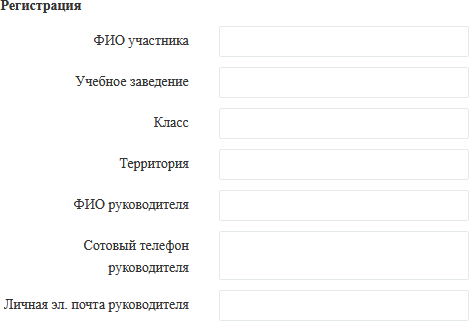 Регистрация
ФИО участника
Учебное заведение
Класс
Территория
ФИО руководителя
Сотовый телефон
руководителя
Личная эл. почта руководителя